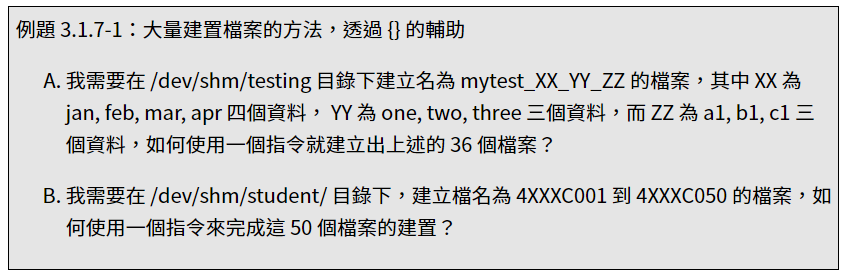 例題 3.1.7-1：大量建置檔案的方法，透過 {} 的輔助
A. 我需要在 /dev/shm/testing 目錄下建立名為 mytest_XX_YY_ZZ 的檔案，其中 XX 為
jan, feb, mar, apr 四個資料， YY 為 one, two, three 三個資料，而 ZZ 為 a1, b1, c1 三
個資料，如何使用一個指令就建立出上述的 36 個檔案？
B. 我需要在 /dev/shm/student/ 目錄下，建立檔名為 4XXXC001 到 4XXXC050 的檔案，如
何使用一個指令來完成這 50 個檔案的建置？